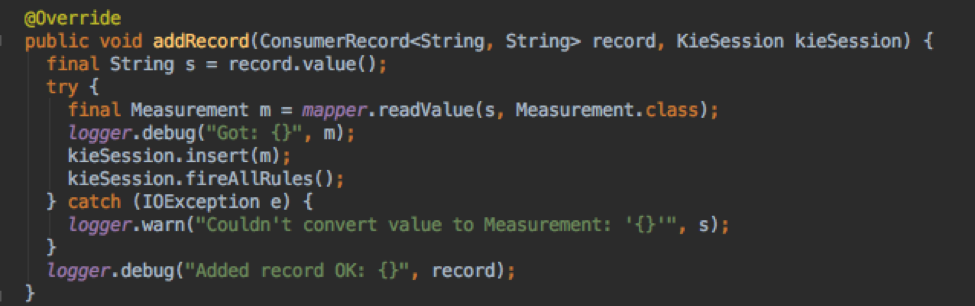 @Override
public void addRecord(ConsumerRecord<String, String> record, KieSession kieSession) {
final String s = record.value();
try {
final Measurement m = mapper.readValue(s, Measurement.class);
logger.debug("Got: {}", m);
kieSession.insert(m);
kieSession.fireAllRules();
} catch (IOException e) {
logger.warn("Couldn't convert value to Measurement: '{}'", s);
}
logger.debug("Added record OK: {}", record);
}